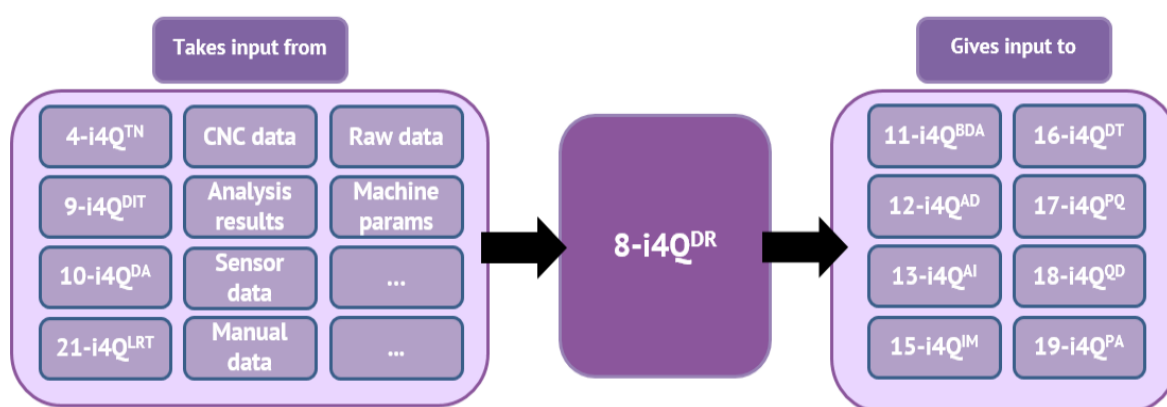 Takes input from
Gives input to
4-i4Q^TN
CNC data
Raw data
9-i4Q^DIT
Analysis
results
Machine
params
10-i4Q^DA
Sensor
data
...
21-i4Q^LRT
Manual
data
...
8-i4Q^DR
11-i4Q^BDA
16-i4Q^DT
12-i4Q^AD
17-i4Q^PQ
13-i4Q^AI
18-i4Q^QD
15-i4Q^IM
19-i4Q^PA